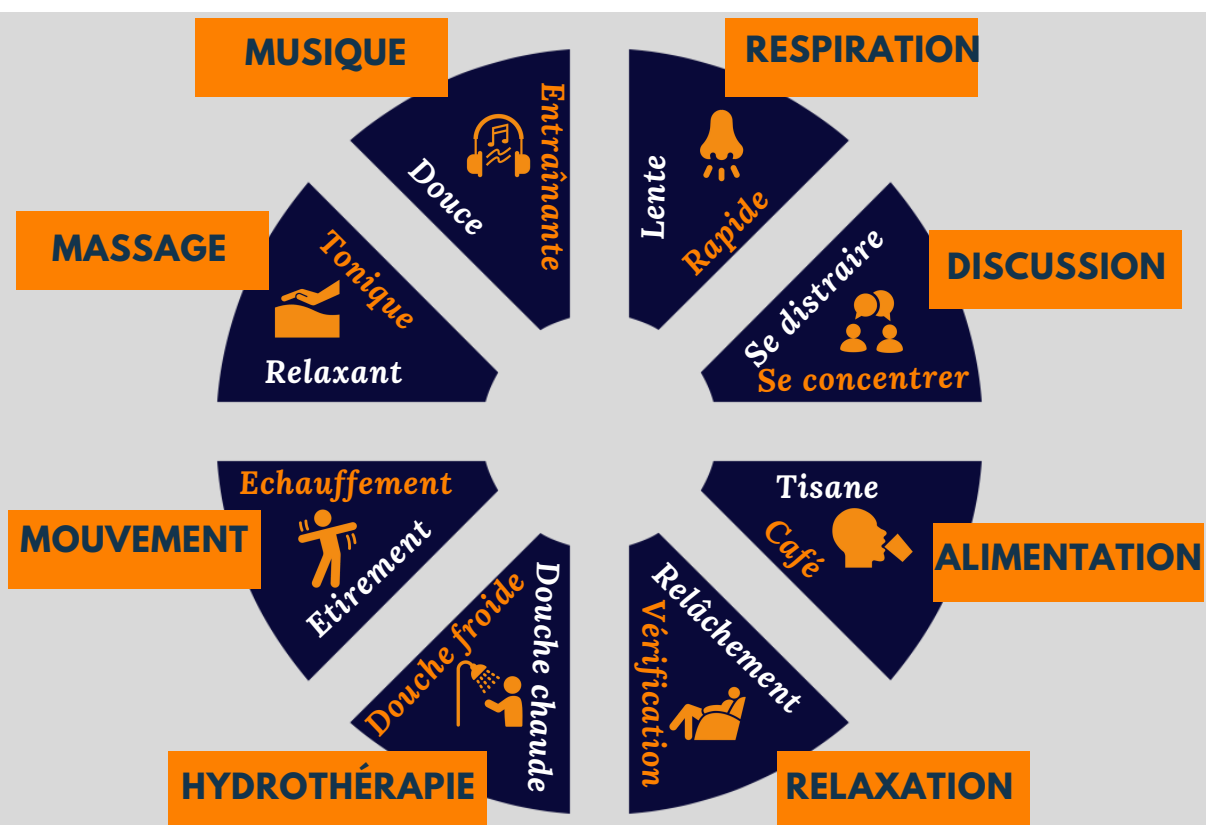 MUSIQUE
Douce
Entraînante
RESPIRATION
Lente
Rapide
MASSAGE
Tonique
Relaxant
DISCUSSION
Se distraire
Se concentrer
MOUVEMENT
Echauffement
Etirement
ALIMENTATION
Tisane
Café
HYDROTHÉRAPIE
Douche froide
Douche chaude
RELAXATION
Relâchement
Vérification